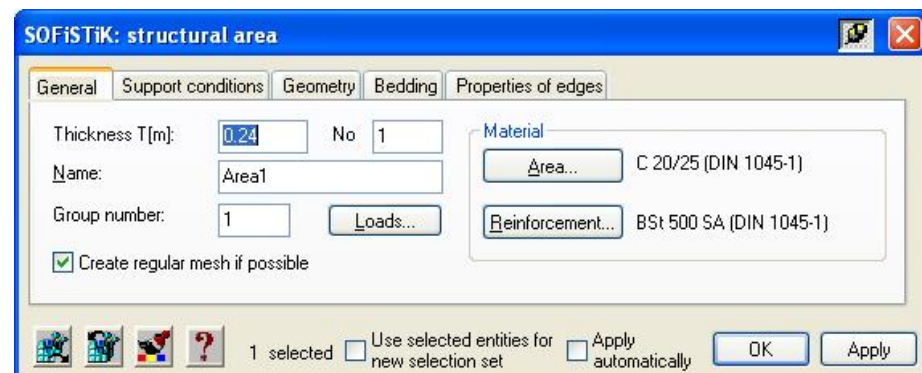 SOFiSTiK: structural area
General Support conditions Geometry Bedding Properties of edges
Thickness T[m]: 0.24 No 1
Name: Area1
Group number: 1 Loads...
Create regular mesh if possible
Material
Area... C 20/25 (DIN 1045-1)
Reinforcement... BSt 500 SA (DIN 1045-1)
? 1 selected
Use selected entities for
new selection set
Apply
automatically
OK Apply